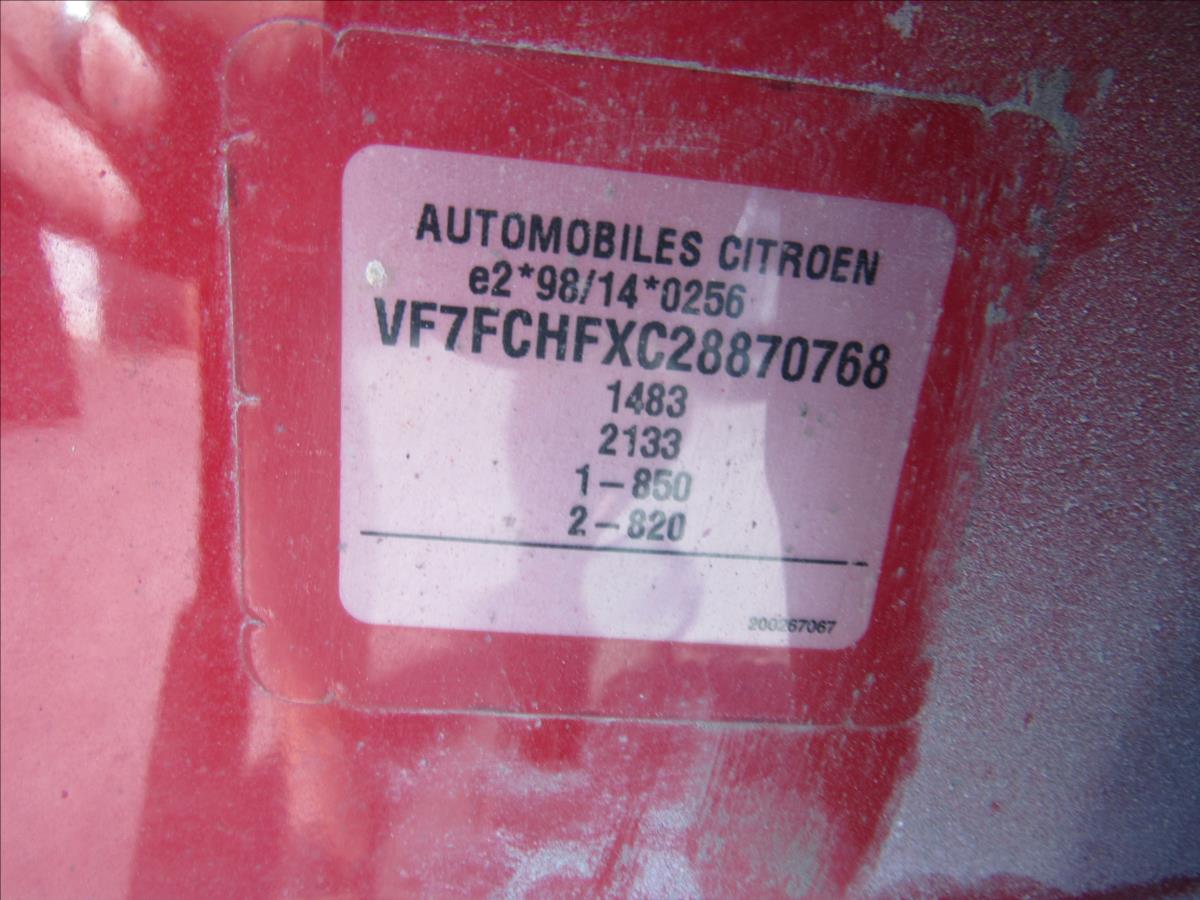 AUTOMOBILES CITROEN
e2*98/14*0256
VF7FCHFXC28870768
1483
2133
1-850
2-820
200267067